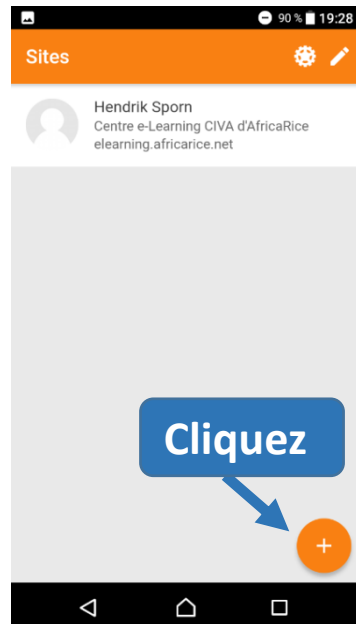 90 % 19:28
Sites
Hendrik Sporn
Centre e-Learning CIVA d'AfricaRice
elearning.africarice.net
Cliquez
+